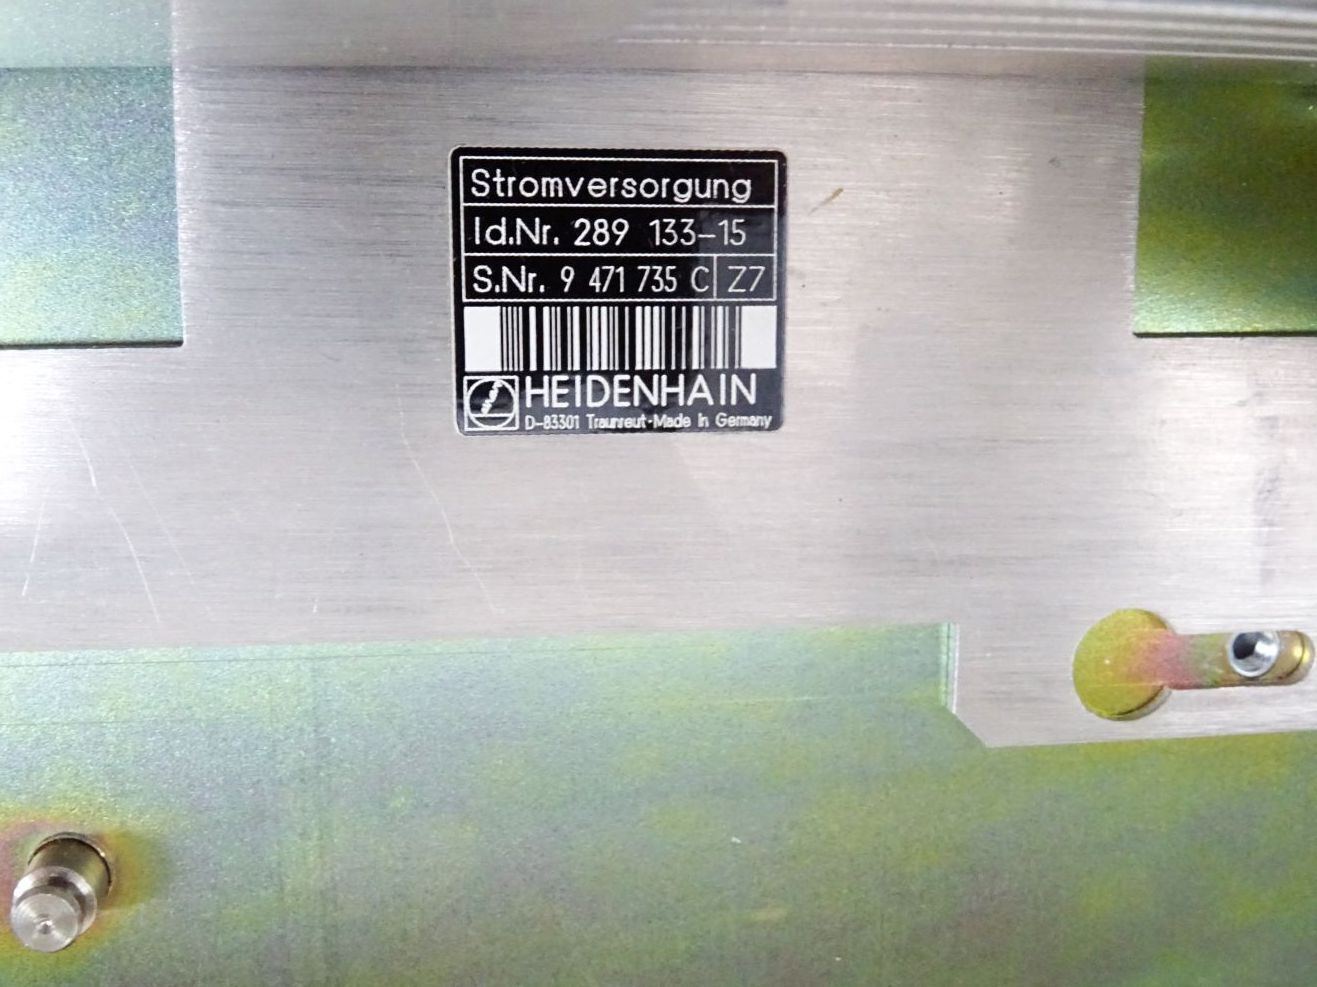 Stromversorgung
Id.Nr. 289 133-15
S.Nr. 9 471 735 C Z7
HEIDENHAIN
D-83301 Traunreut·Made in Germany